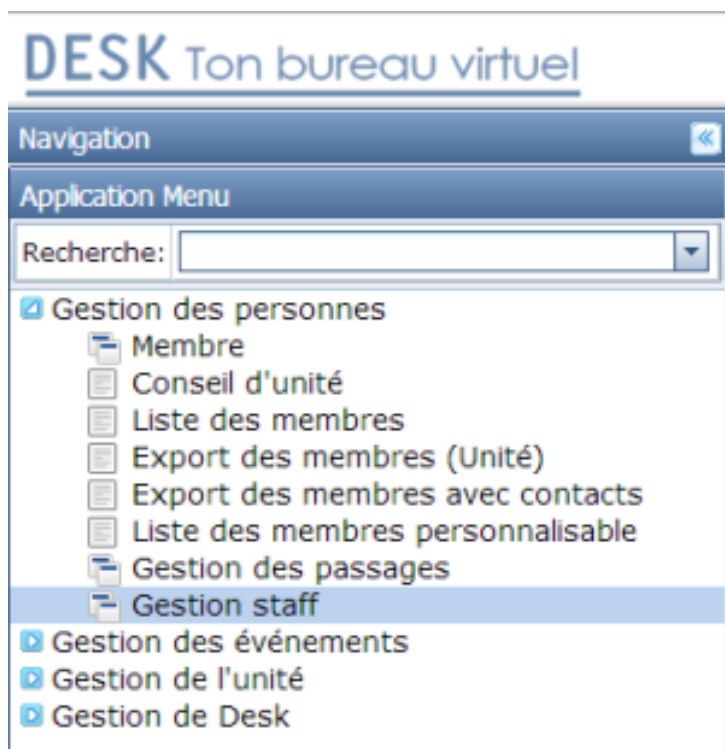 DESK Ton bureau virtuel
Navigation
Application Menu
Recherche:
Gestion des personnes
Membre
Conseil d'unité
Liste des membres
Export des membres (Unité)
Export des membres avec contacts
Liste des membres personnalisable
Gestion des passages
Gestion staff
Gestion des événements
Gestion de l'unité
Gestion de Desk